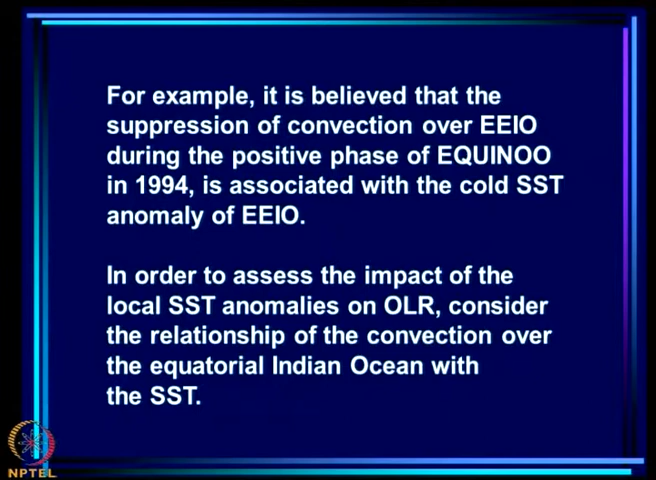 For example, it is believed that the
suppression of convection over EEIO
during the positive phase of EQUINOO
in 1994, is associated with the cold SST
anomaly of EEIO.
In order to assess the impact of the
local SST anomalies on OLR, consider
the relationship of the convection over
the equatorial Indian Ocean with
the SST.
NPTEL